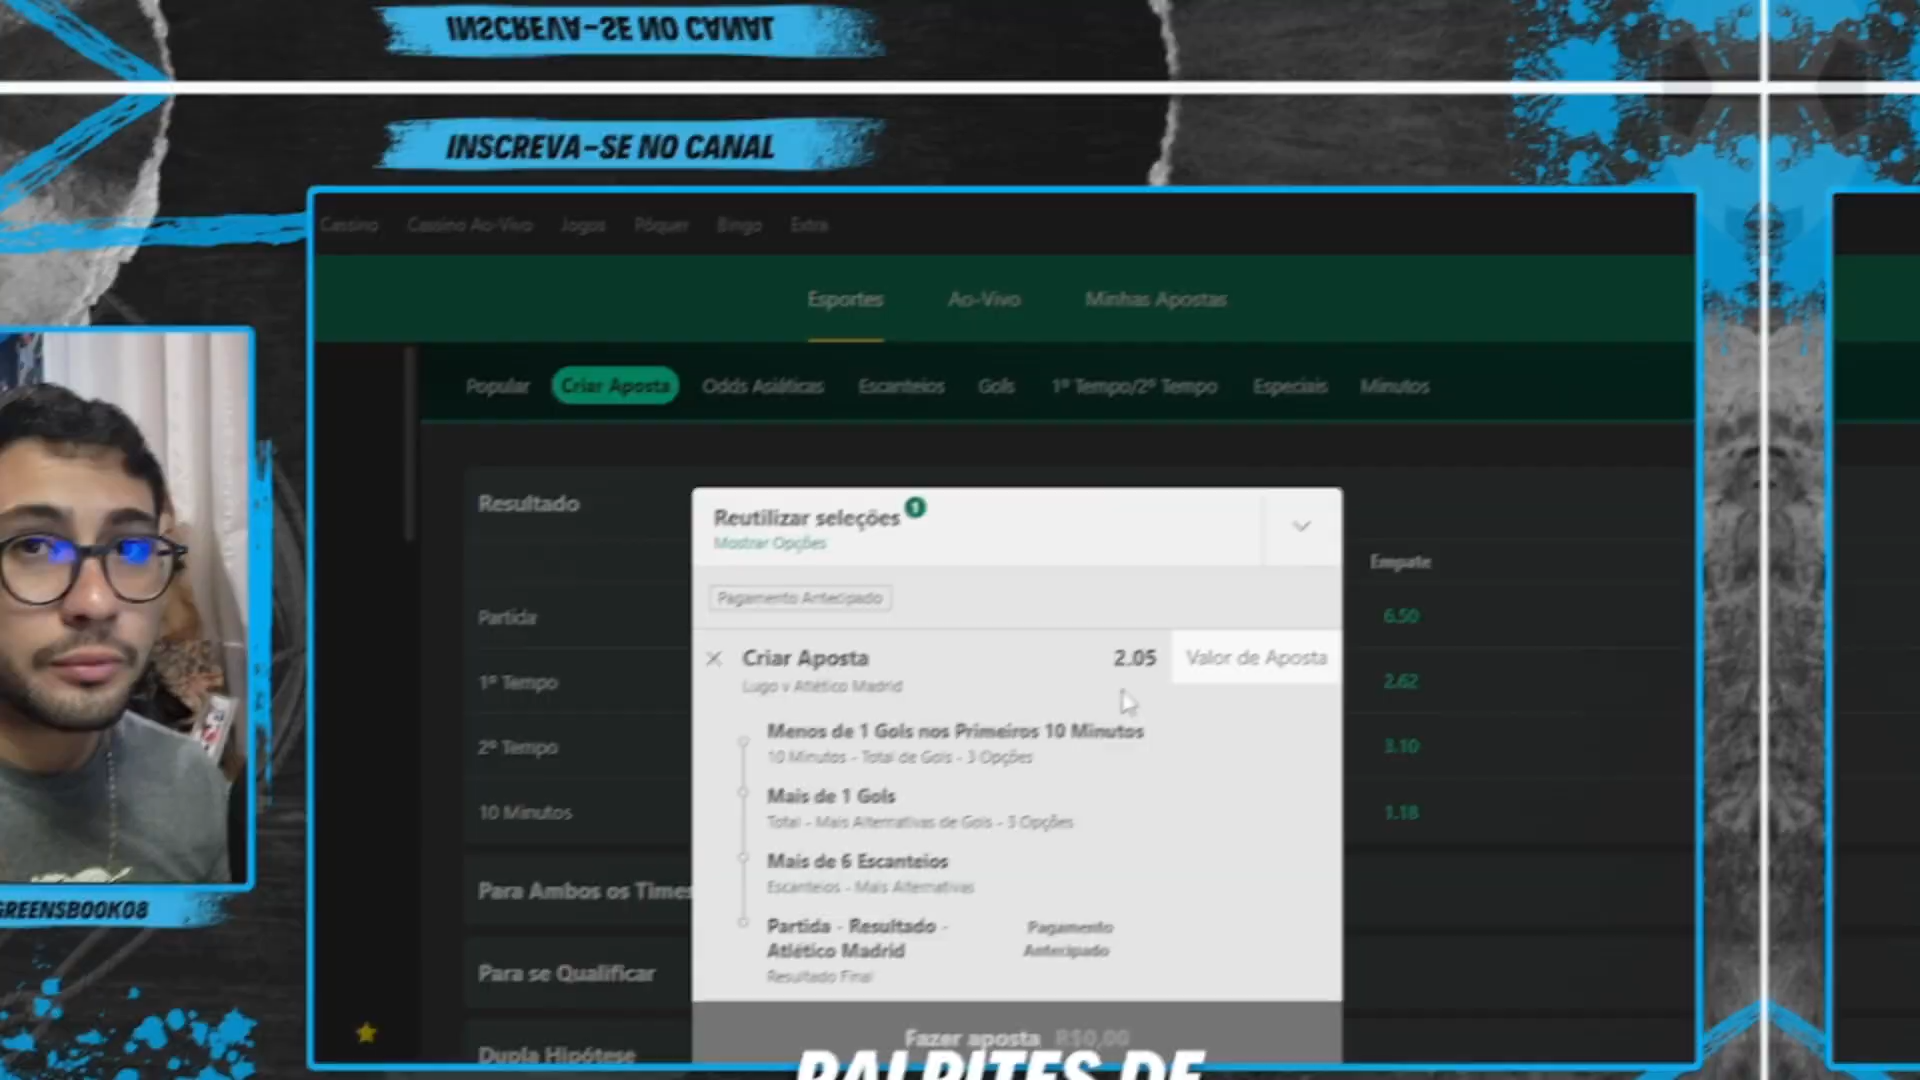 INSCREVA-SE NO CANAL
INSCREVA-SE NO CANAL
Cassino Cassino Ao-Vivo Jogos Pôquer Bingo Extra
Esportes Ao-Vivo Minhas Apostas
Popular Criar Aposta Odds Asiáticas Escanteios Gols 1º Tempo/2º Tempo Especiais Minutos
Resultado
Reutilizar seleções 1
Mostrar Opções
Empate
Pagamento Antecipado
Partida
6.50
Criar Aposta 2.05 Valor de Aposta
Lugo v Atlético Madrid
1º Tempo
2.62
Menos de 1 Gols nos Primeiros 10 Minutos
10 Minutos - Total de Gols - 3 Opções
2º Tempo
3.10
Mais de 1 Gols
Total - Mais Alternativas de Gols - 3 Opções
10 Minutos
1.18
Mais de 6 Escanteios
Escanteios - Mais Alternativas
Para Ambos os Times
GREENSBOOK08
Partida - Resultado -
Atlético Madrid
Pagamento
Antecipado
Resultado Final
Para se Qualificar
Fazer aposta R$0,00
Dupla Hipótese
PALPITES DE